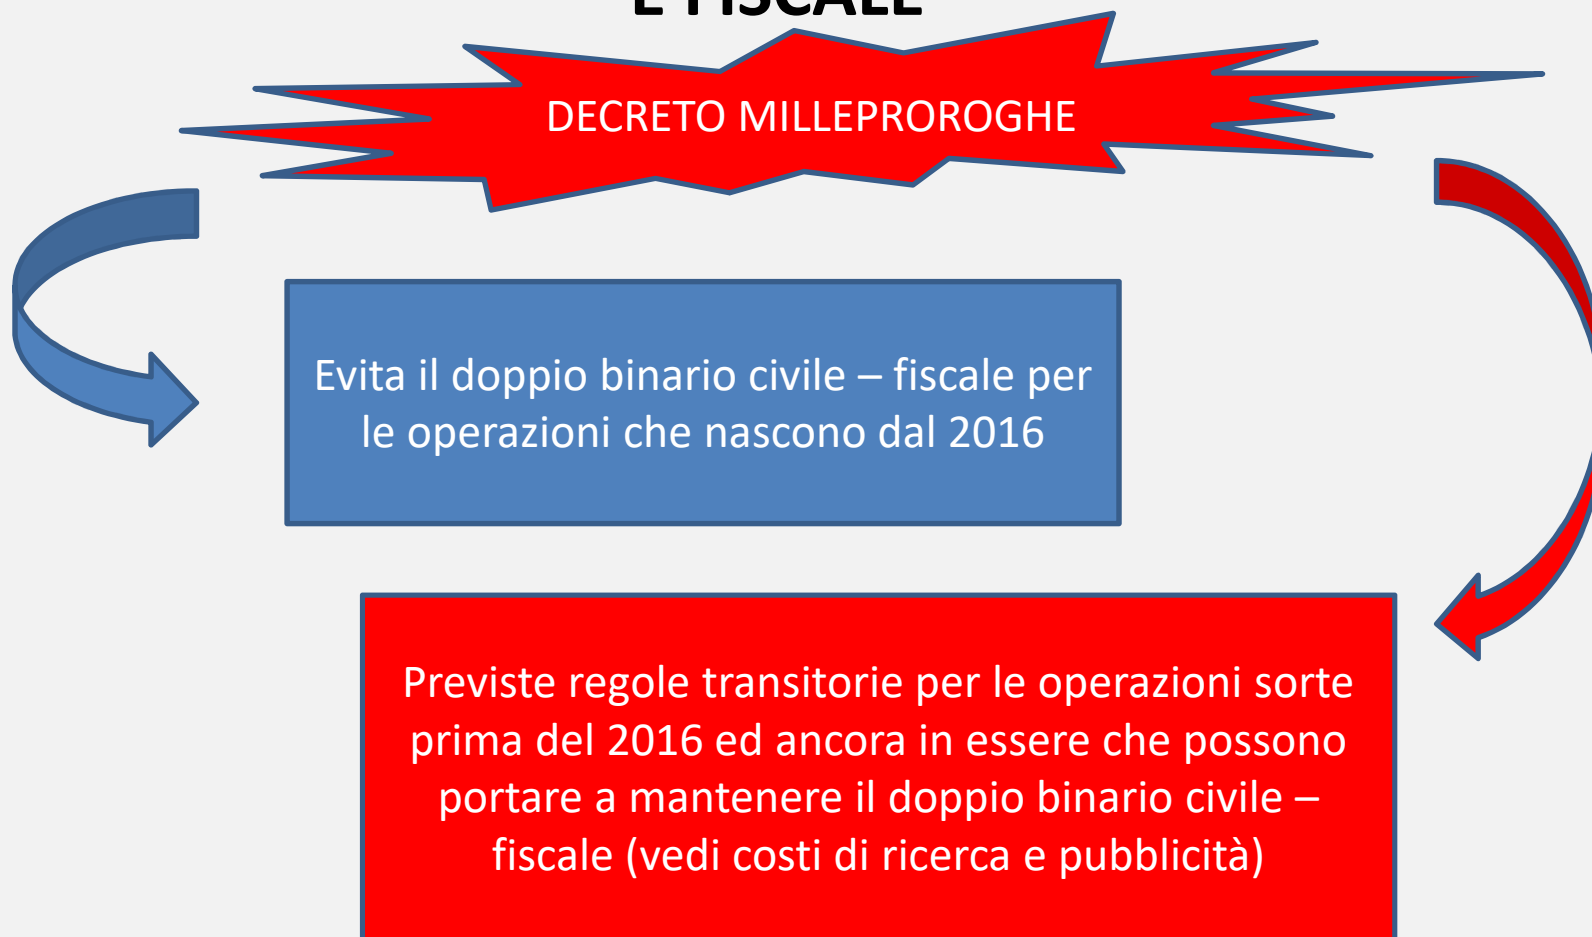 E FISCALE
DECRETO MILLEPROROGHE
Evita il doppio binario civile – fiscale per
le operazioni che nascono dal 2016
Previste regole transitorie per le operazioni sorte
prima del 2016 ed ancora in essere che possono
portare a mantenere il doppio binario civile –
fiscale (vedi costi di ricerca e pubblicità)